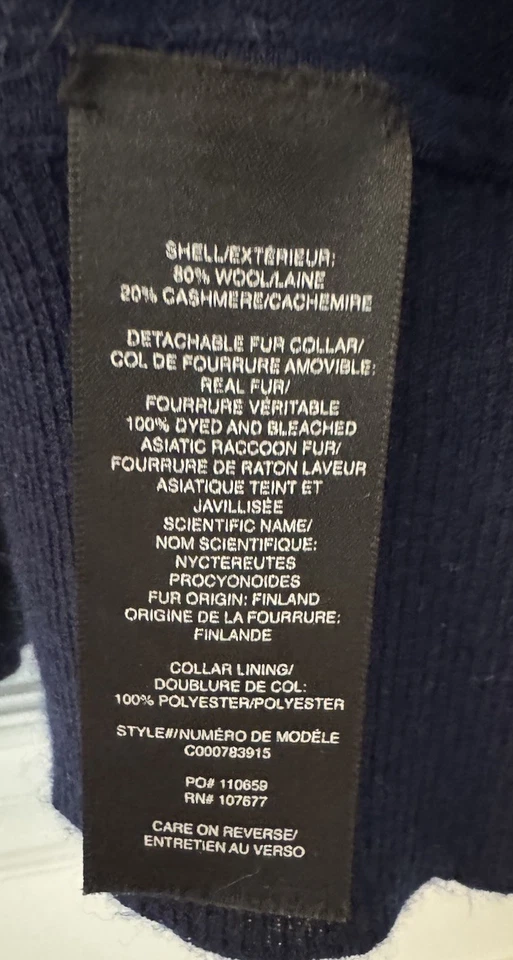 SHELL/EXTÉRIEUR:
80% WOOL/LAINE
20% CASHMERE/CACHEMIRE
DETACHABLE FUR COLLAR/
COL DE FOURRURE AMOVIBLE:
REAL FUR/
FOURRURE VÉRITABLE
100% DYED AND BLEACHED
ASIATIC RACCOON FUR/
FOURRURE DE RATON LAVEUR
ASIATIQUE TEINT ET
JAVILLISÉE
SCIENTIFIC NAME/
NOM SCIENTIFIQUE:
NYCTEREUTES
PROCYONOIDES
FUR ORIGIN: FINLAND
ORIGINE DE LA FOURRURE:
FINLANDE
COLLAR LINING/
DOUBLURE DE COL:
100% POLYESTER/POLYESTER
STYLE#/NUMÉRO DE MODÈLE
C000783915
PO# 110659
RN# 107677
CARE ON REVERSE/
ENTRETIEN AU VERSO